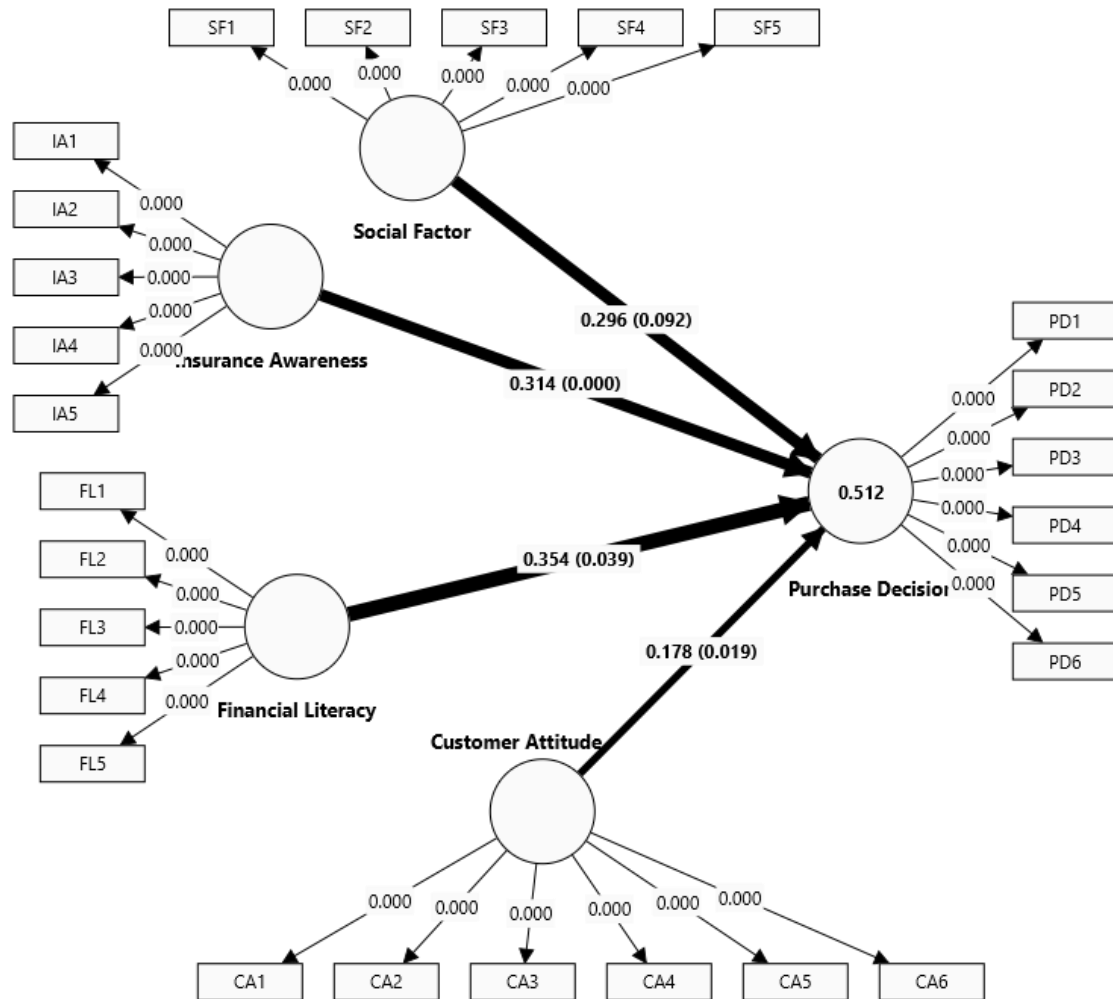 SF1 SF2 SF3 SF4 SF5
0.000 0.000 0.000 0.000 0.000
Social Factor
IA1
IA2
IA3
IA4
IA5
0.000
0.000
0.000
0.000
0.000
Insurance Awareness
0.296 (0.092)
0.314 (0.000)
FL1
FL2
FL3
FL4
FL5
0.000
0.000
0.000
0.000
0.000
Financial Literacy
0.354 (0.039)
0.512
Purchase Decision
0.000
0.000
0.000
0.000
0.000
0.000
PD1
PD2
PD3
PD4
PD5
PD6
0.178 (0.019)
Customer Attitude
0.000 0.000 0.000 0.000 0.000 0.000
CA1 CA2 CA3 CA4 CA5 CA6